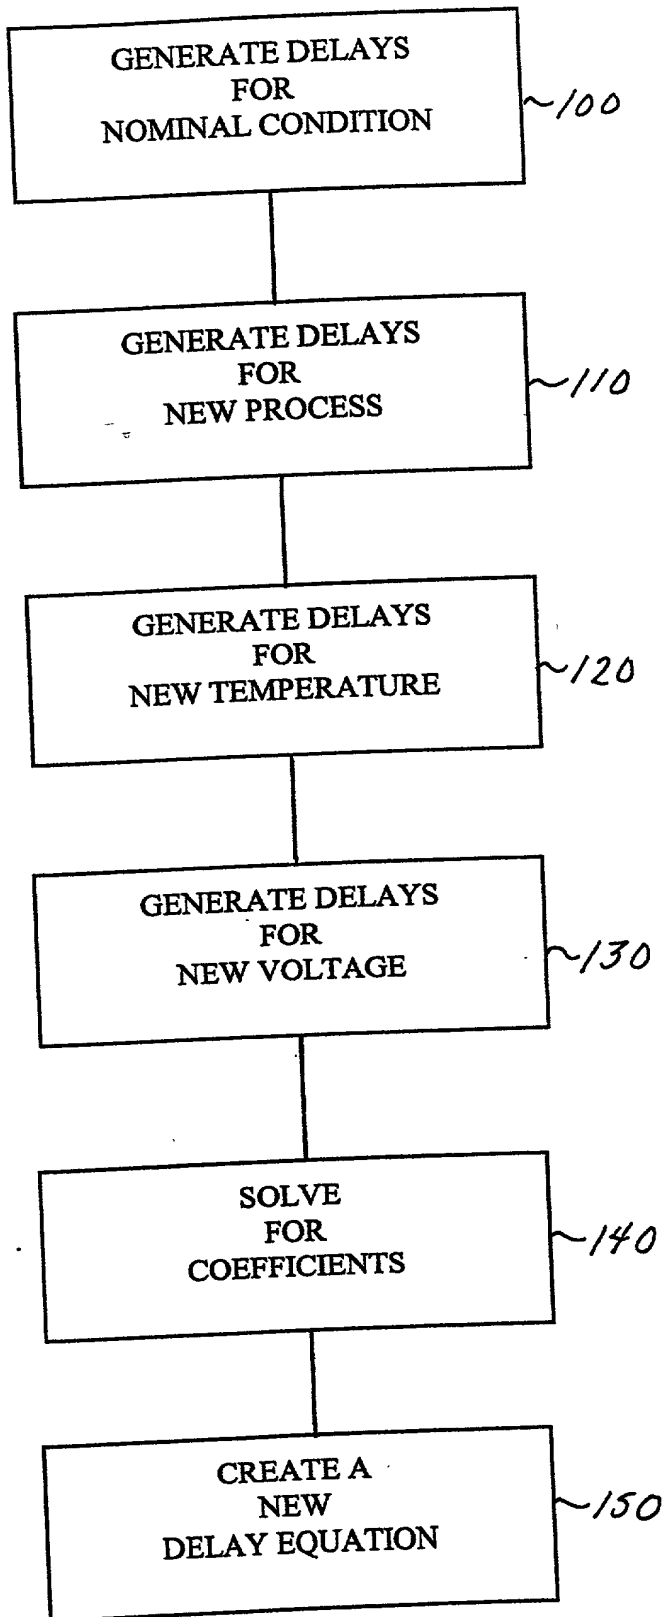 GENERATE DELAYS
FOR
NOMINAL CONDITION
~100
GENERATE DELAYS
FOR
NEW PROCESS
~110
GENERATE DELAYS
FOR
NEW TEMPERATURE
~120
GENERATE DELAYS
FOR
NEW VOLTAGE
~130
SOLVE
FOR
COEFFICIENTS
~140
CREATE A
NEW
DELAY EQUATION
~150